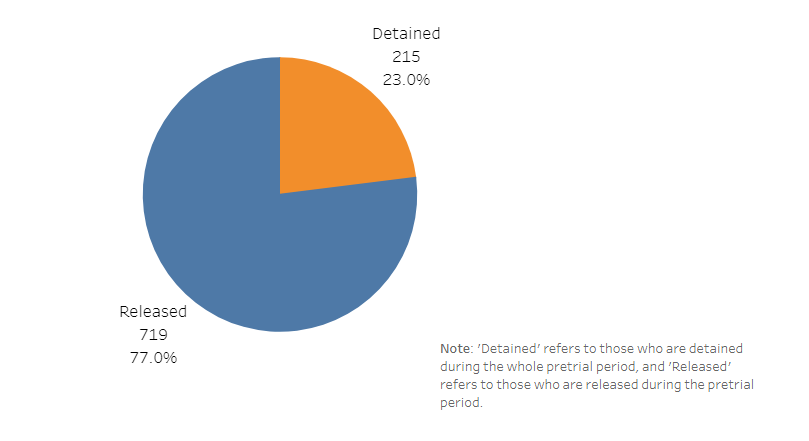 Detained
215
23.0%
Released
719
77.0%
Note: 'Detained' refers to those who are detained
during the whole pretrial period, and 'Released'
refers to those who are released during the pretrial
period.